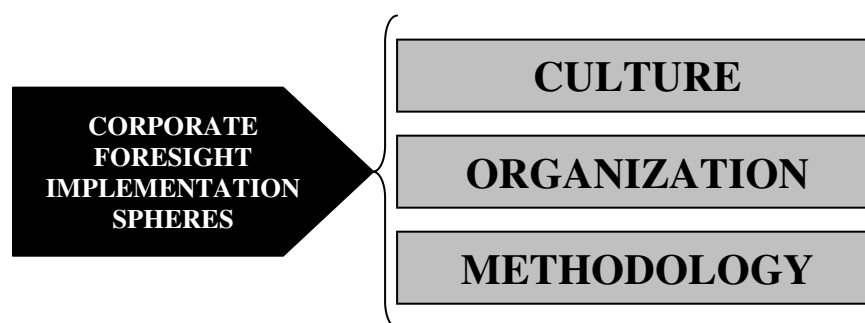 CORPORATE
FORESIGHT
IMPLEMENTATION
SPHERES
CULTURE
ORGANIZATION
METHODOLOGY